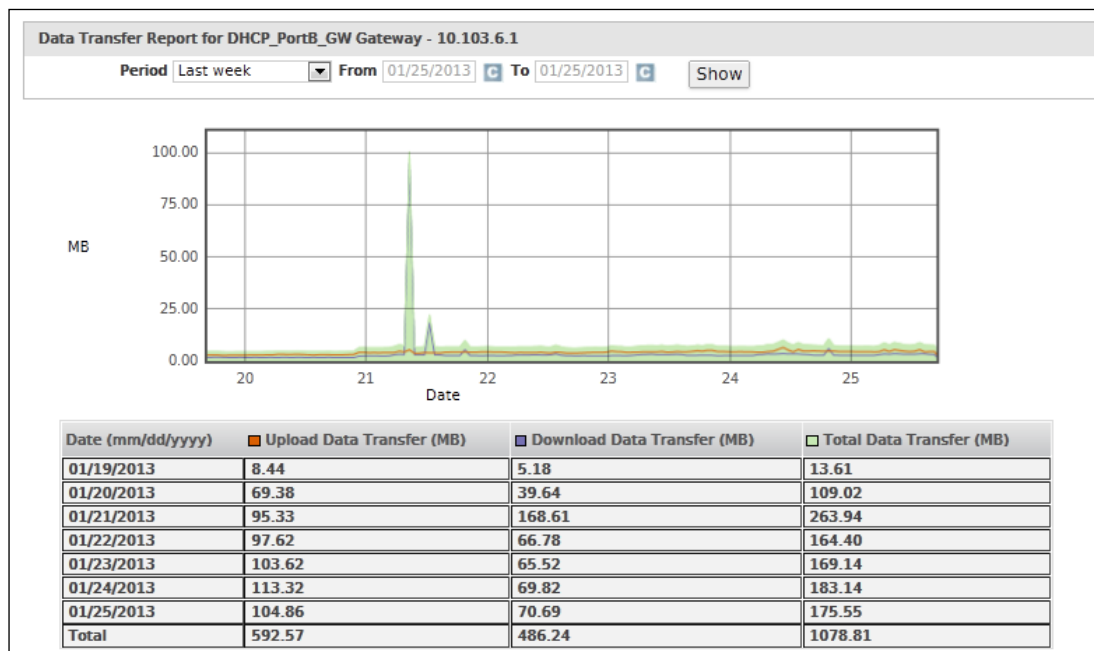 Data Transfer Report for DHCP_PortB_GW Gateway - 10.103.6.1
Period Last week From 01/25/2013 C To 01/25/2013 C Show
100.00
75.00
MB
50.00
25.00
0.00
20 21 22 23 24 25
Date
Date (mm/dd/yyyy) Upload Data Transfer (MB) Download Data Transfer (MB) Total Data Transfer (MB)
01/19/2013 8.44 5.18 13.61
01/20/2013 69.38 39.64 109.02
01/21/2013 95.33 168.61 263.94
01/22/2013 97.62 66.78 164.40
01/23/2013 103.62 65.52 169.14
01/24/2013 113.32 69.82 183.14
01/25/2013 104.86 70.69 175.55
Total 592.57 486.24 1078.81